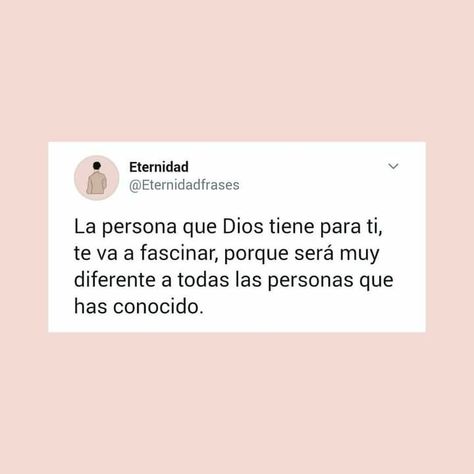 Eternidad
@Eternidadfrases
La persona que Dios tiene para ti,
te va a fascinar, porque será muy
diferente a todas las personas que
has conocido.